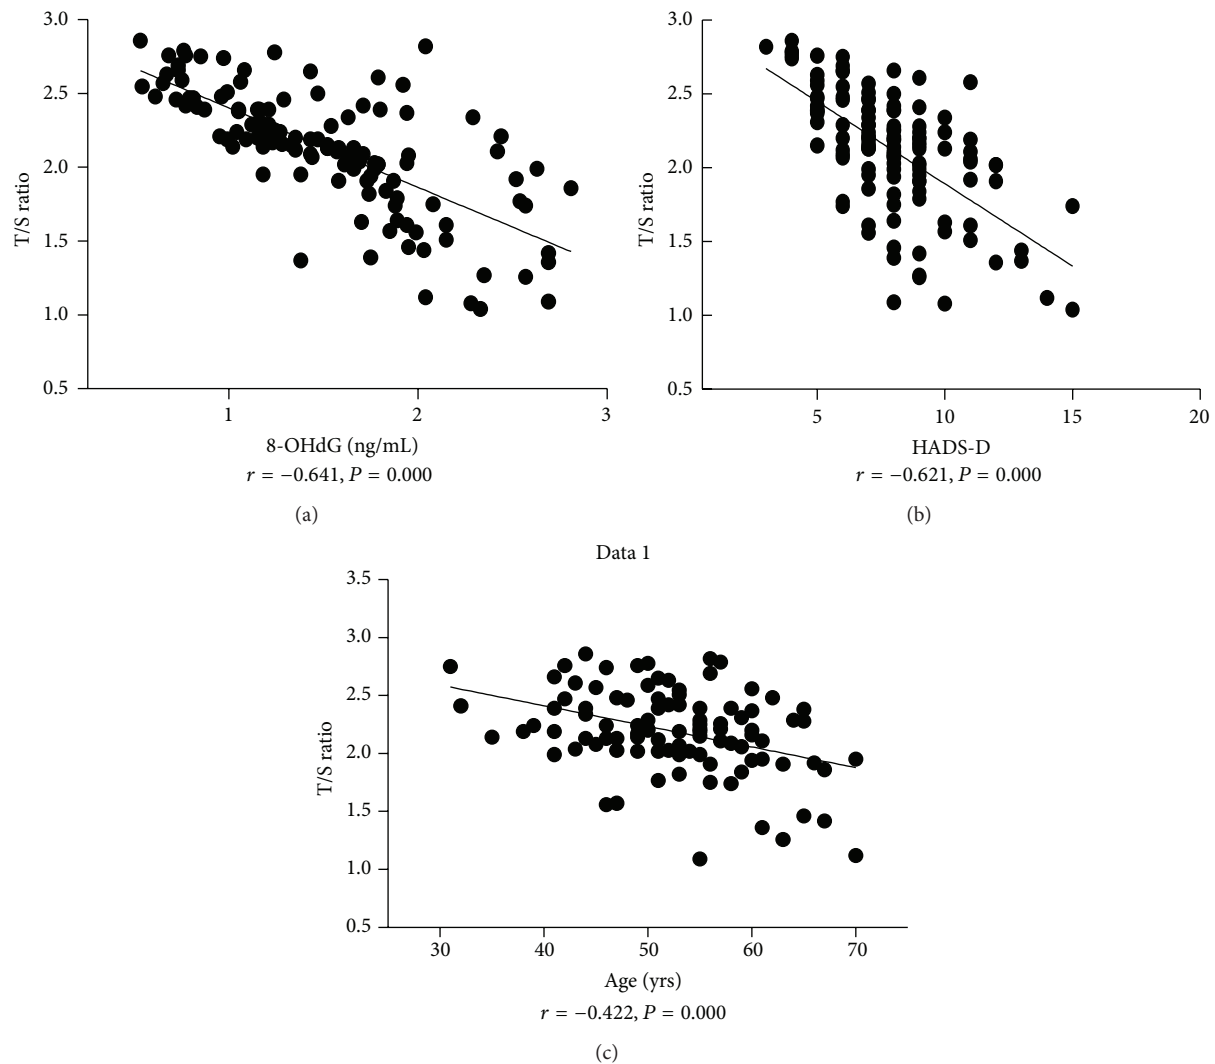 3.0
2.5
2.0
1.5
1.0
0.5
T/S ratio
1 2 3
8-OHdG (ng/mL)
r = −0.641, P = 0.000
(a)
3.0
2.5
2.0
1.5
1.0
0.5
T/S ratio
5 10 15 20
HADS-D
r = −0.621, P = 0.000
(b)
Data 1
3.5
3.0
2.5
2.0
1.5
1.0
0.5
T/S ratio
30 40 50 60 70
Age (yrs)
r = −0.422, P = 0.000
(c)